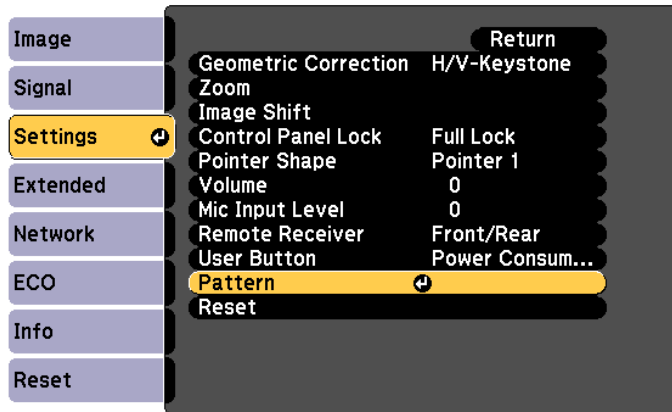 Image
Signal
Settings
Extended
Network
ECO
Info
Reset
Return
Geometric Correction H/V-Keystone
Zoom
Image Shift
Control Panel Lock Full Lock
Pointer Shape Pointer 1
Volume 0
Mic Input Level 0
Remote Receiver Front/Rear
User Button Power Consum...
Pattern
Reset